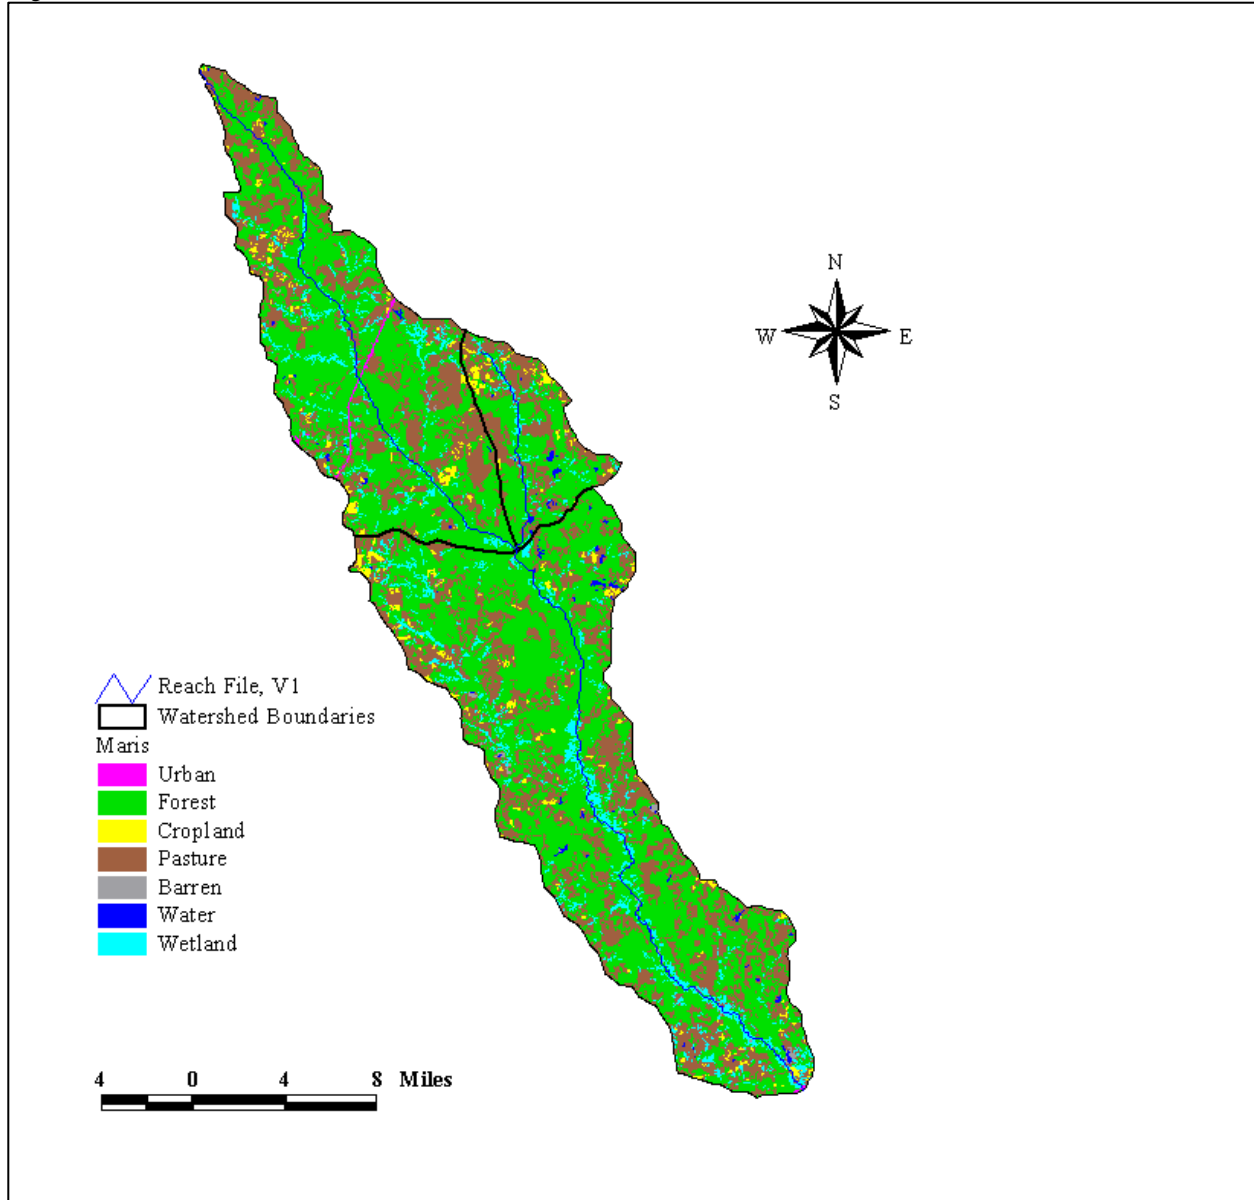 N
W E
S
Reach File, V1
Watershed Boundaries
Maris
Urban
Forest
Cropland
Pasture
Barren
Water
Wetland
4 0 4 8 Miles